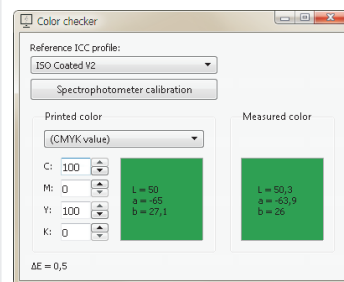 Color checker
Reference ICC profile:
ISO Coated V2
Spectrophotometer calibration
Printed color
Measured color
(CMYK value)
C: 100
M: 0
Y: 100
K: 0
L = 50
a = -65
b = 27,1
L = 50,3
a = -63,9
b = 26
ΔE = 0,5